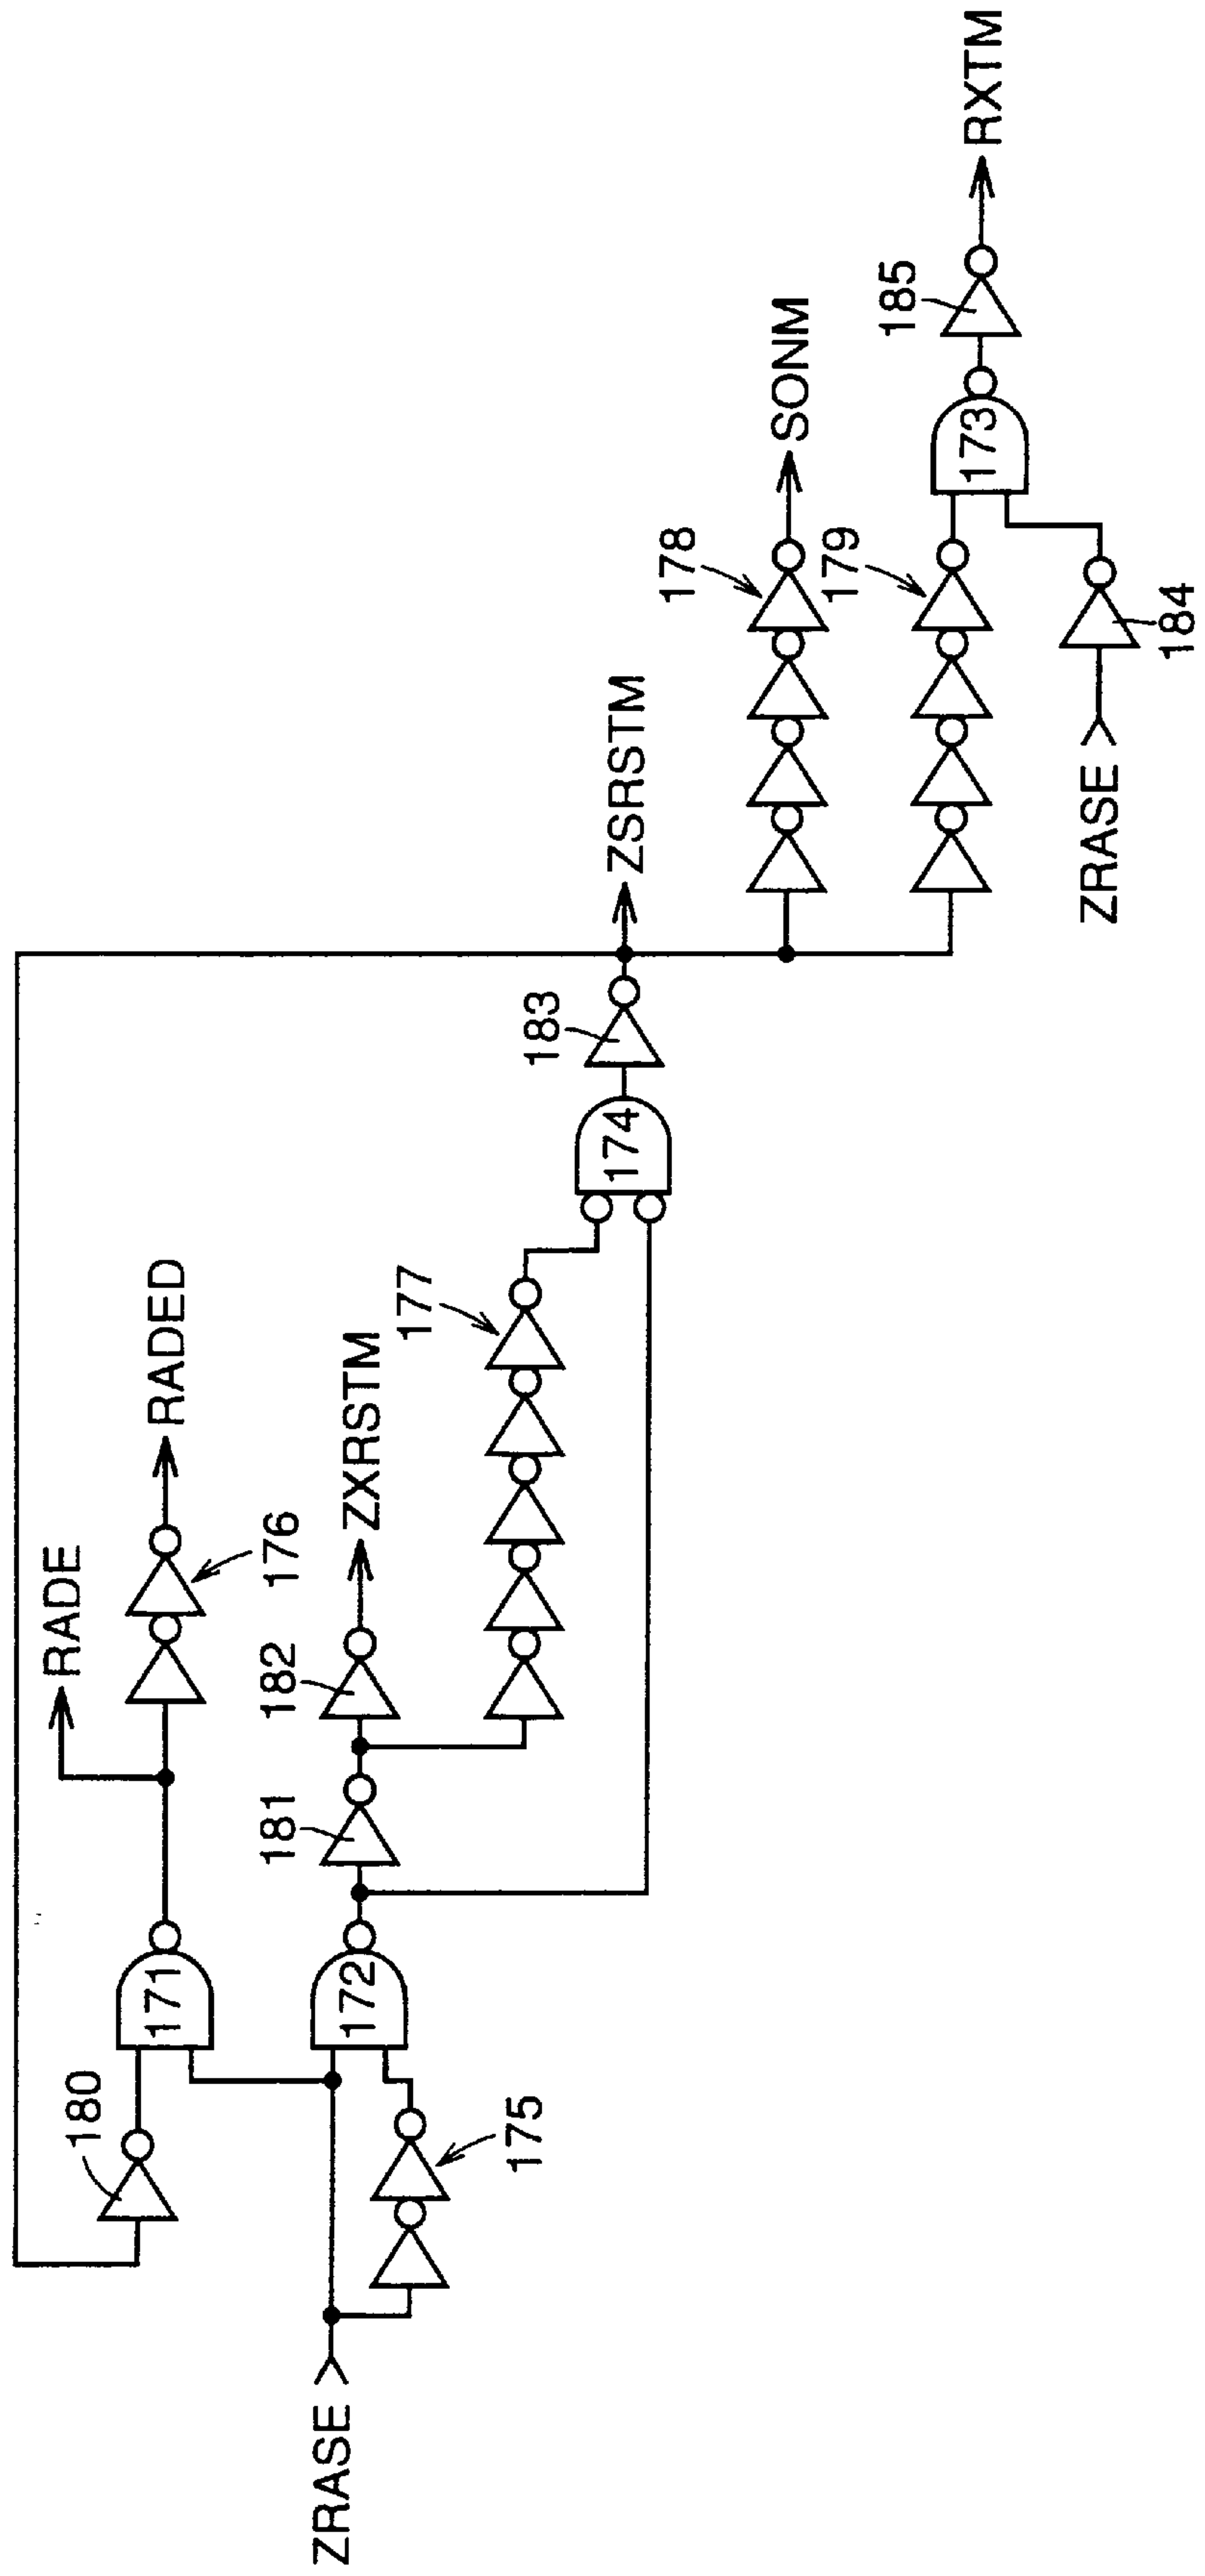 180
171
RADE
RADED
176
ZRASE
175
172
181
182
ZXRSTM
177
174
183
ZSRSTM
178
SONM
179
173
185
RXTM
ZRASE
184